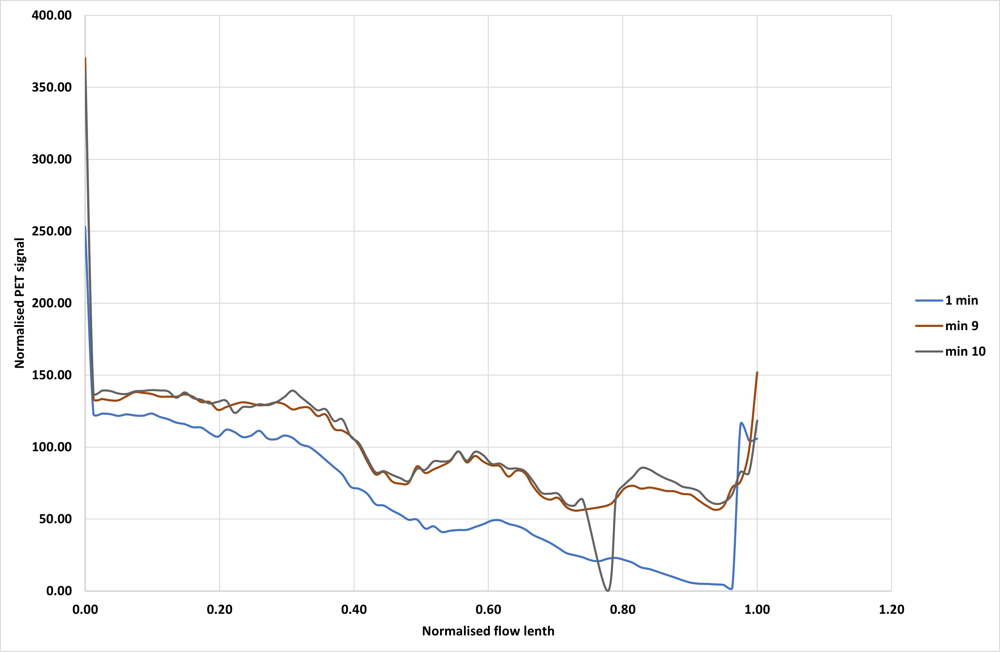 400.00
350.00
300.00
250.00
200.00
150.00
100.00
50.00
0.00
Normalised PET signal
0.00 0.20 0.40 0.60 0.80 1.00 1.20
Normalised flow lenth
1 min
min 9
min 10